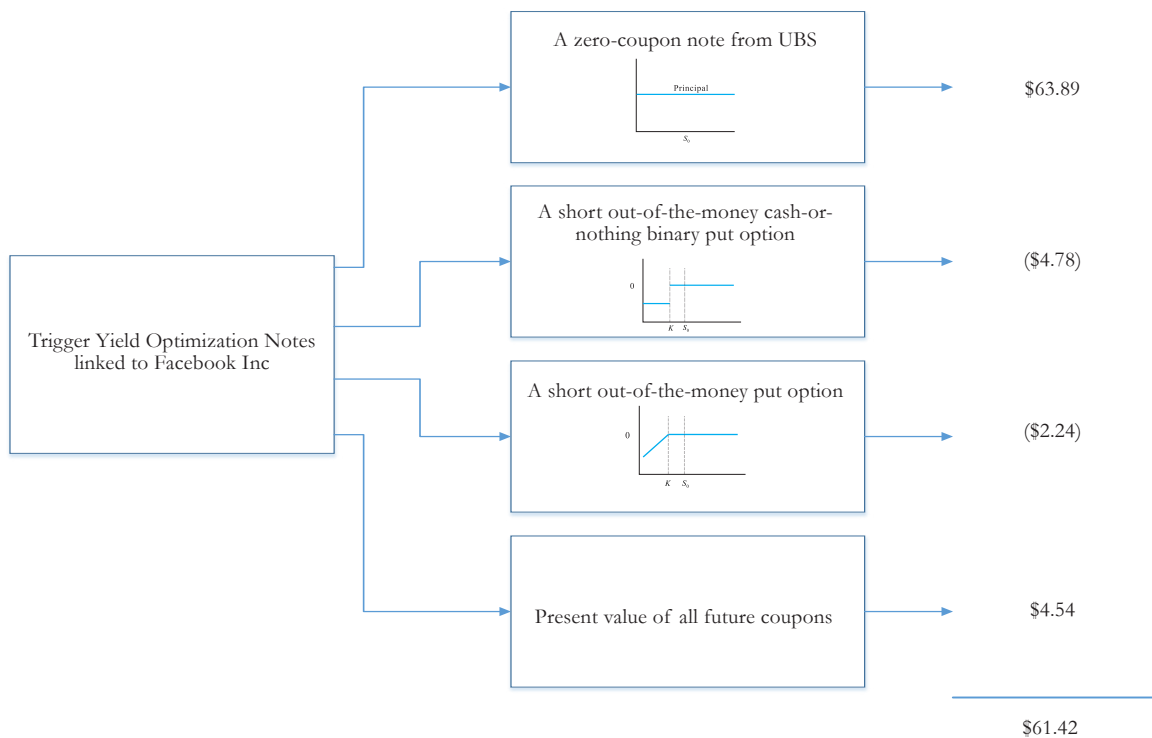 A zero-coupon note from UBS
Principal
S0
$63.89
A short out-of-the-money cash-or-
nothing binary put option
0
K S0
($4.78)
Trigger Yield Optimization Notes
linked to Facebook Inc
A short out-of-the-money put option
0
K S0
($2.24)
Present value of all future coupons
$4.54
$61.42